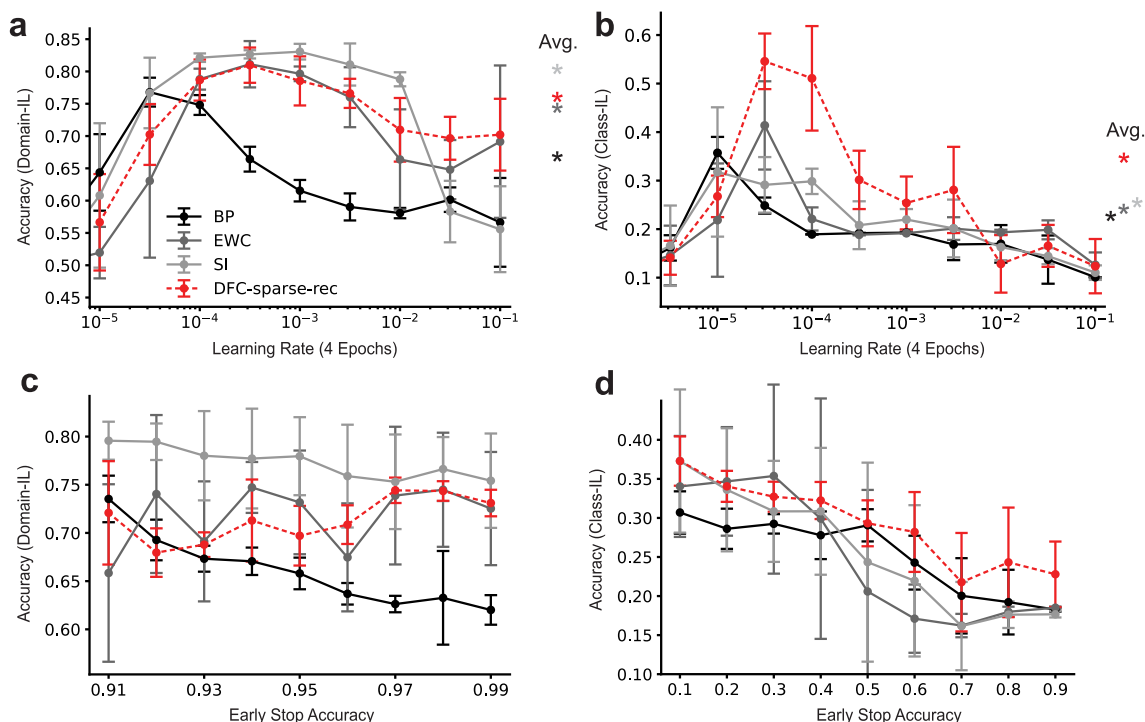 a
Accuracy (Domain-IL)
0.85
0.80
0.75
0.70
0.65
0.60
0.55
0.50
0.45
10⁻⁵
10⁻⁴
10⁻³
10⁻²
10⁻¹
Learning Rate (4 Epochs)
BP
EWC
SI
DFC-sparse-rec
Avg.
*
*
*
*
b
Accuracy (Class-IL)
0.6
0.5
0.4
0.3
0.2
0.1
10⁻⁵
10⁻⁴
10⁻³
10⁻²
10⁻¹
Learning Rate (4 Epochs)
Avg.
*
* * *
c
Accuracy (Domain-IL)
0.80
0.75
0.70
0.65
0.60
0.91
0.93
0.95
0.97
0.99
Early Stop Accuracy
d
Accuracy (Class-IL)
0.40
0.35
0.30
0.25
0.20
0.15
0.10
0.1
0.2
0.3
0.4
0.5
0.6
0.7
0.8
0.9
Early Stop Accuracy